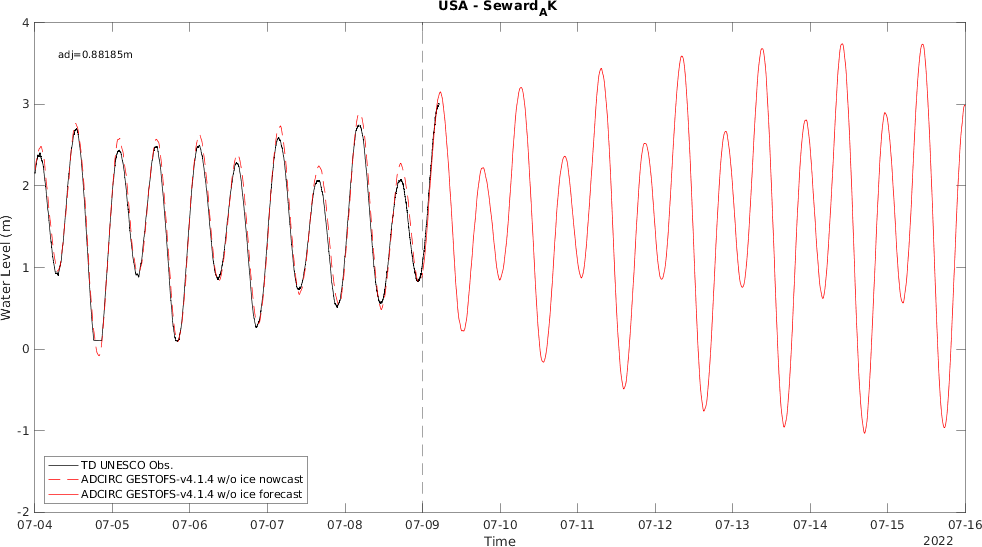 USA - Seward_AK
4
3
2
1
0
-1
-2
Water Level (m)
adj=0.88185m
TD UNESCO Obs.
ADCIRC GESTOFS-v4.1.4 w/o ice nowcast
ADCIRC GESTOFS-v4.1.4 w/o ice forecast
07-04 07-05 07-06 07-07 07-08 07-09 07-10 07-11 07-12 07-13 07-14 07-15 07-16
Time
2022